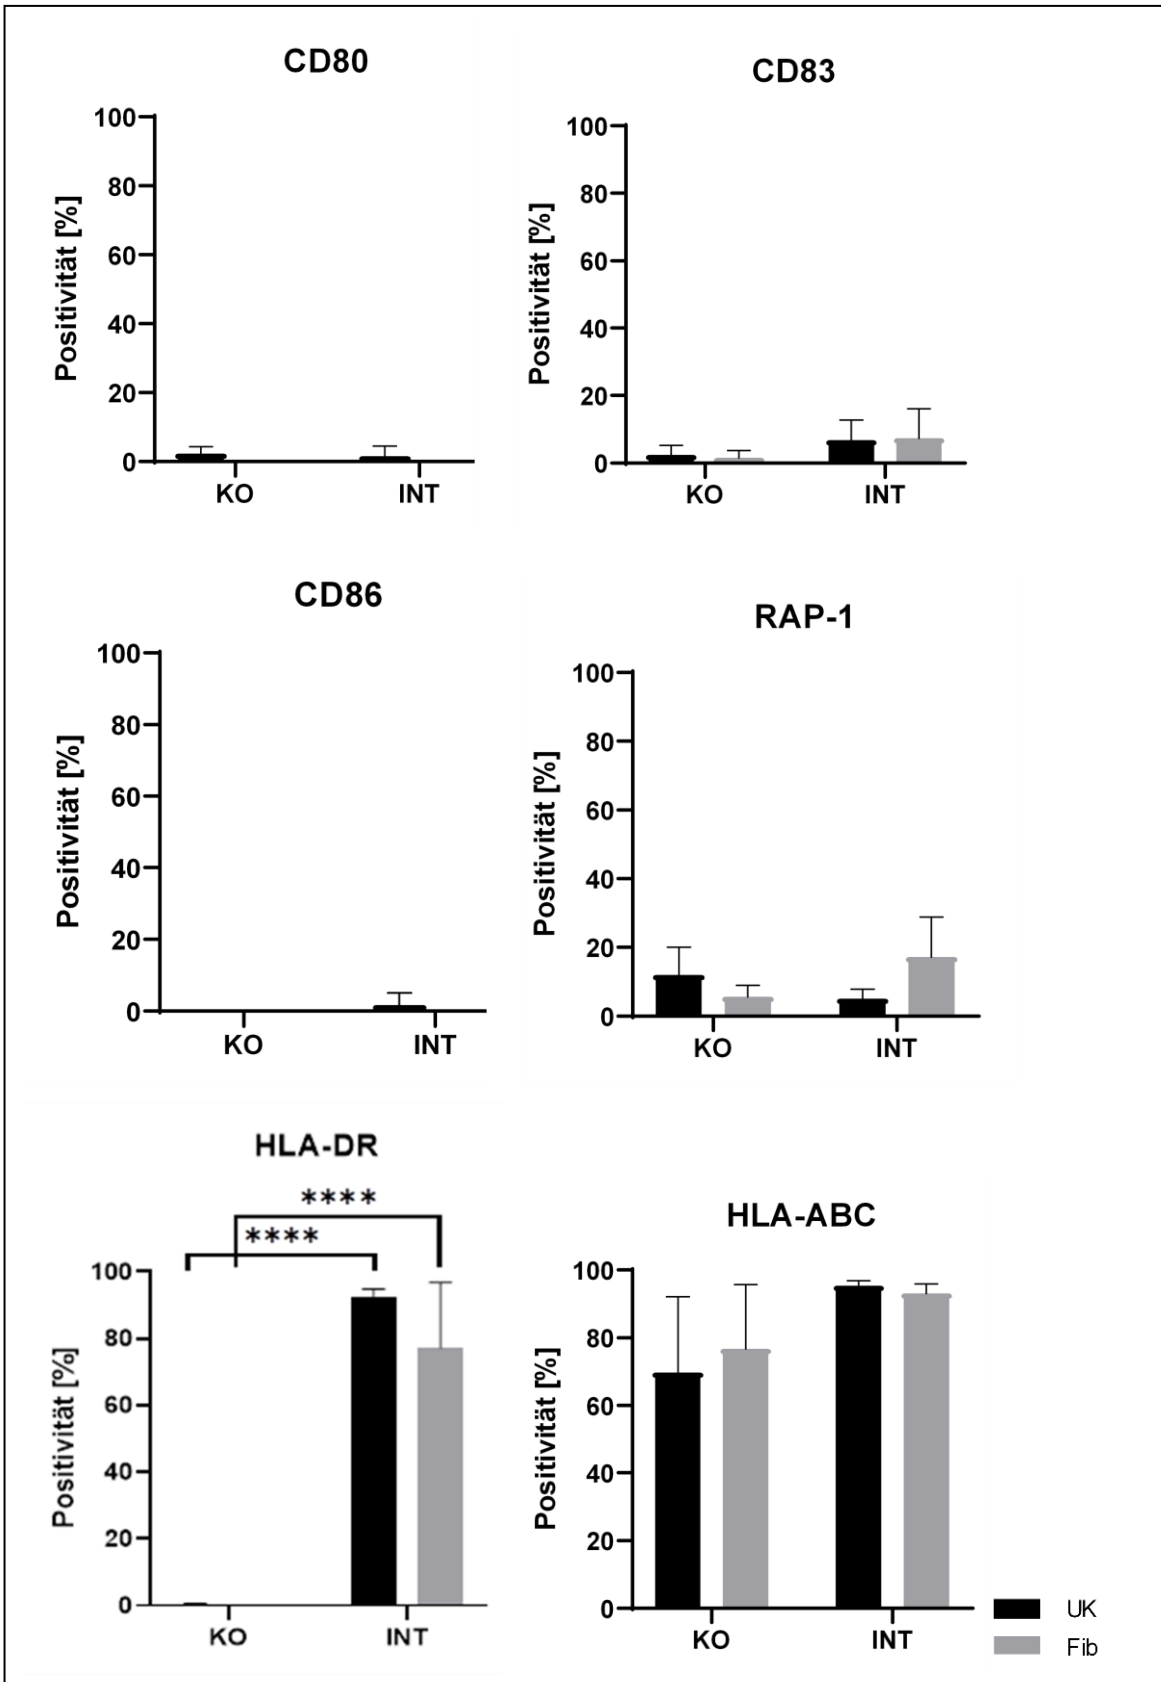 CD80
100
80
60
40
20
0
Positivität [%]
KO INT
CD83
100
80
60
40
20
0
Positivität [%]
KO INT
CD86
100
80
60
40
20
0
Positivität [%]
KO INT
RAP-1
100
80
60
40
20
0
Positivität [%]
KO INT
HLA-DR
****
****
100
80
60
40
20
0
Positivität [%]
KO INT
HLA-ABC
100
80
60
40
20
0
Positivität [%]
KO INT
UK
Fib